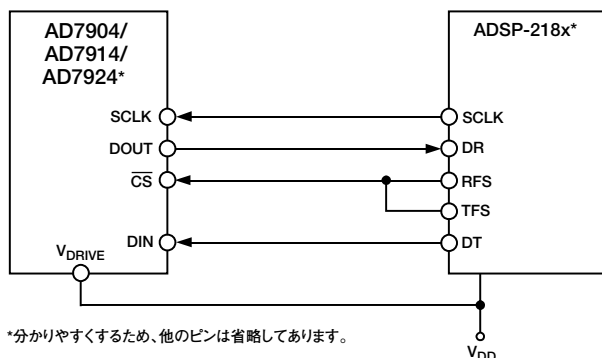 AD7904/
AD7914/
AD7924*
ADSP-218x*
SCLK
SCLK
DOUT
DR
CS
RFS
TFS
DIN
DT
VDRIVE
*分かりやすくするため、他のピンは省略してあります。
VDD